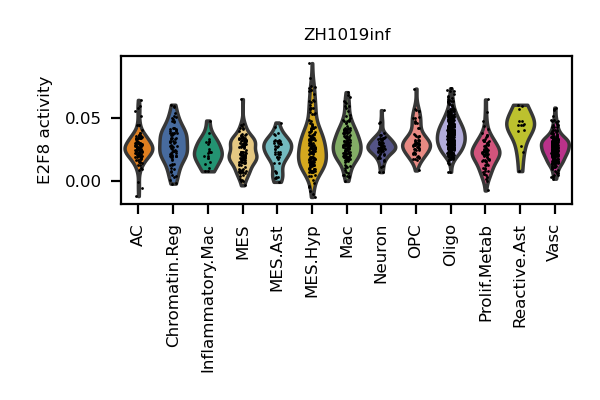 ZH1019inf
E2F8 activity
0.05
0.00
AC
Chromatin.Reg
Inflammatory.Mac
MES
MES.Ast
MES.Hyp
Mac
Neuron
OPC
Oligo
Prolif.Metab
Reactive.Ast
Vasc